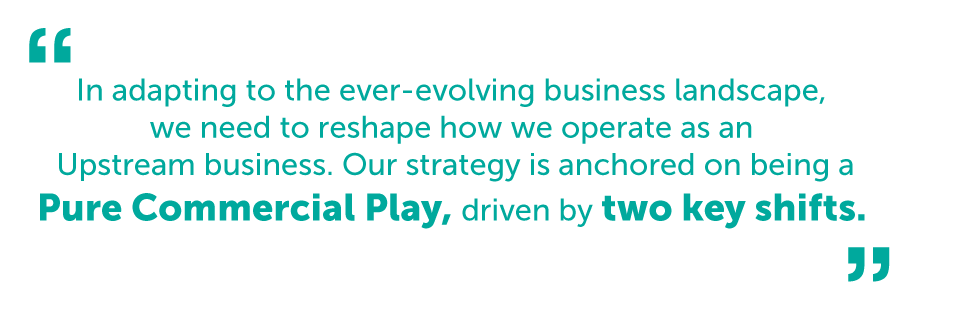 “
In adapting to the ever-evolving business landscape,
we need to reshape how we operate as an
Upstream business. Our strategy is anchored on being a
Pure Commercial Play, driven by two key shifts.
”